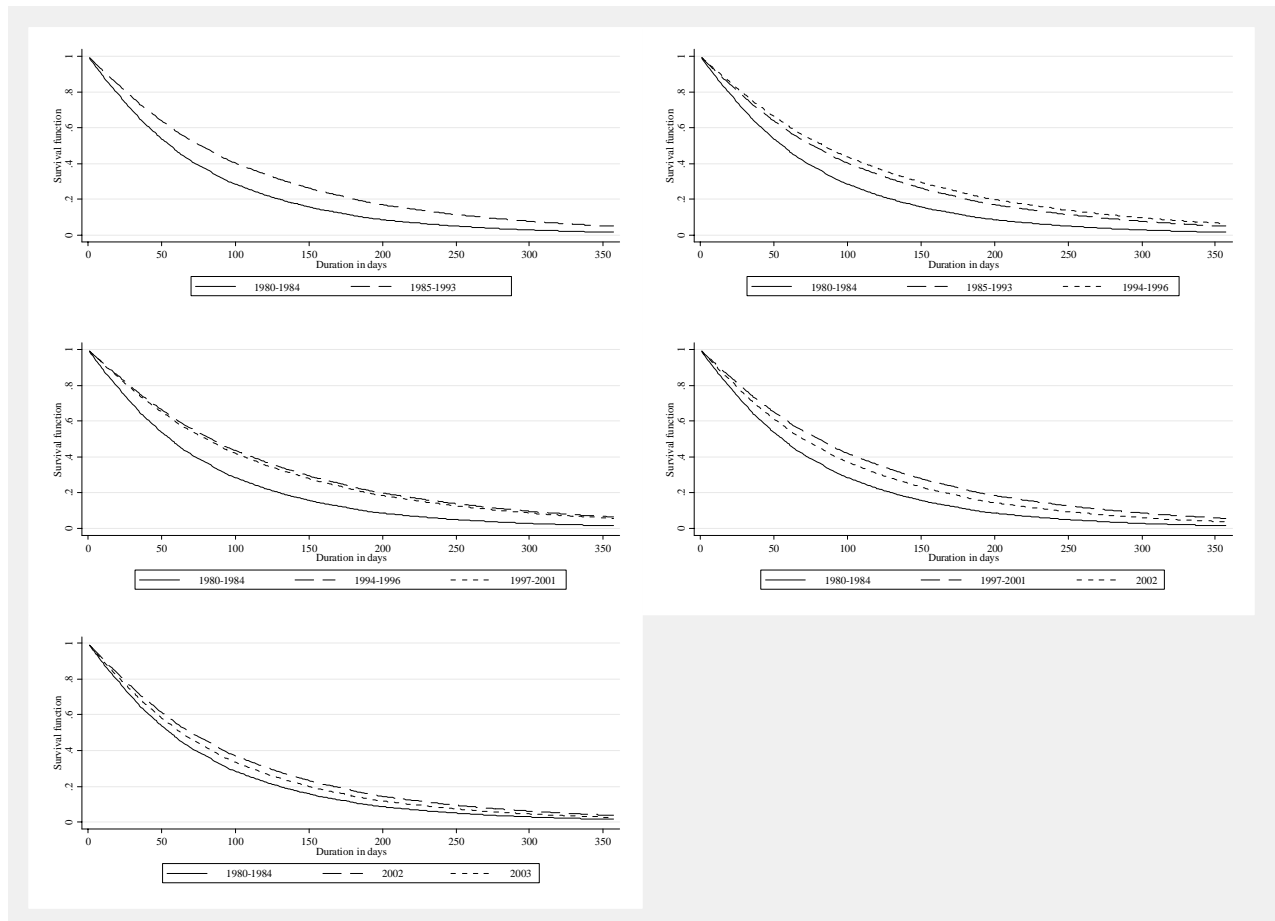 Survival function
0 .2 .4 .6 .8 1
0 50 100 150 200 250 300 350
Duration in days
1980-1984 1985-1993
Survival function
0 .2 .4 .6 .8 1
0 50 100 150 200 250 300 350
Duration in days
1980-1984 1985-1993 1994-1996
Survival function
0 .2 .4 .6 .8 1
0 50 100 150 200 250 300 350
Duration in days
1980-1984 1994-1996 1997-2001
Survival function
0 .2 .4 .6 .8 1
0 50 100 150 200 250 300 350
Duration in days
1980-1984 1997-2001 2002
Survival function
0 .2 .4 .6 .8 1
0 50 100 150 200 250 300 350
Duration in days
1980-1984 2002 2003